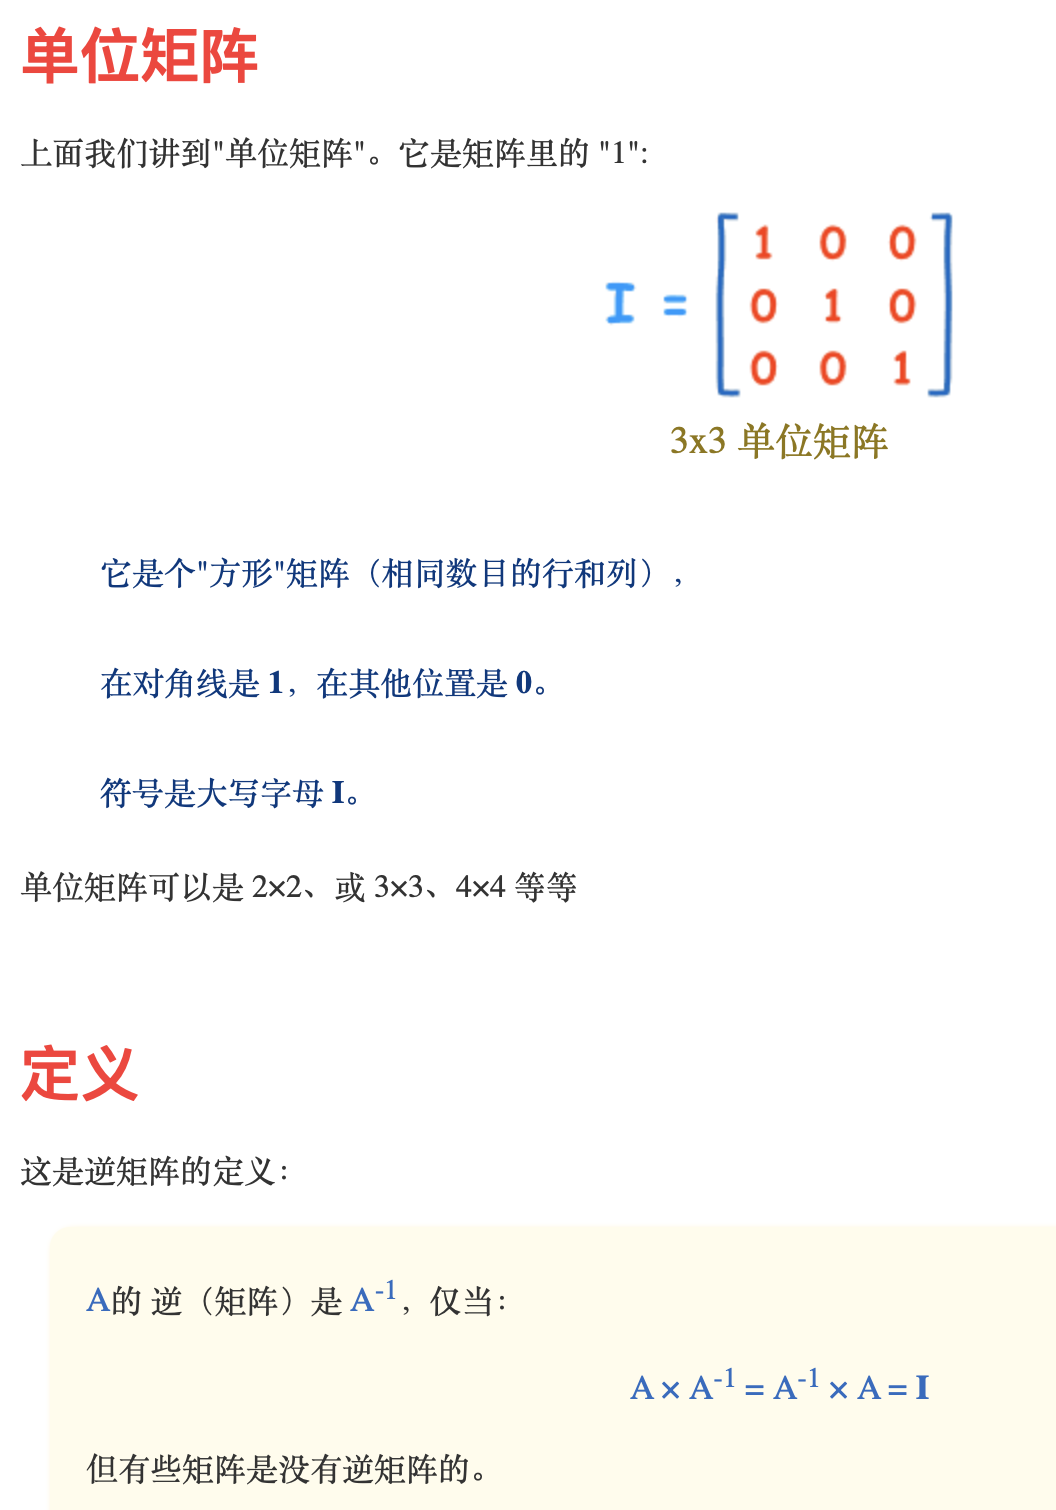 单位矩阵
上面我们讲到"单位矩阵"。它是矩阵里的 "1":
I = [1 0 0
0 1 0
0 0 1]
3x3 单位矩阵
它是个"方形"矩阵（相同数目的行和列），
在对角线是 1，在其他位置是 0。
符号是大写字母 I。
单位矩阵可以是 2×2、或 3×3、4×4 等等
定义
这是逆矩阵的定义：
A的 逆（矩阵）是 A⁻¹，仅当：
A × A⁻¹ = A⁻¹ × A = I
但有些矩阵是没有逆矩阵的。